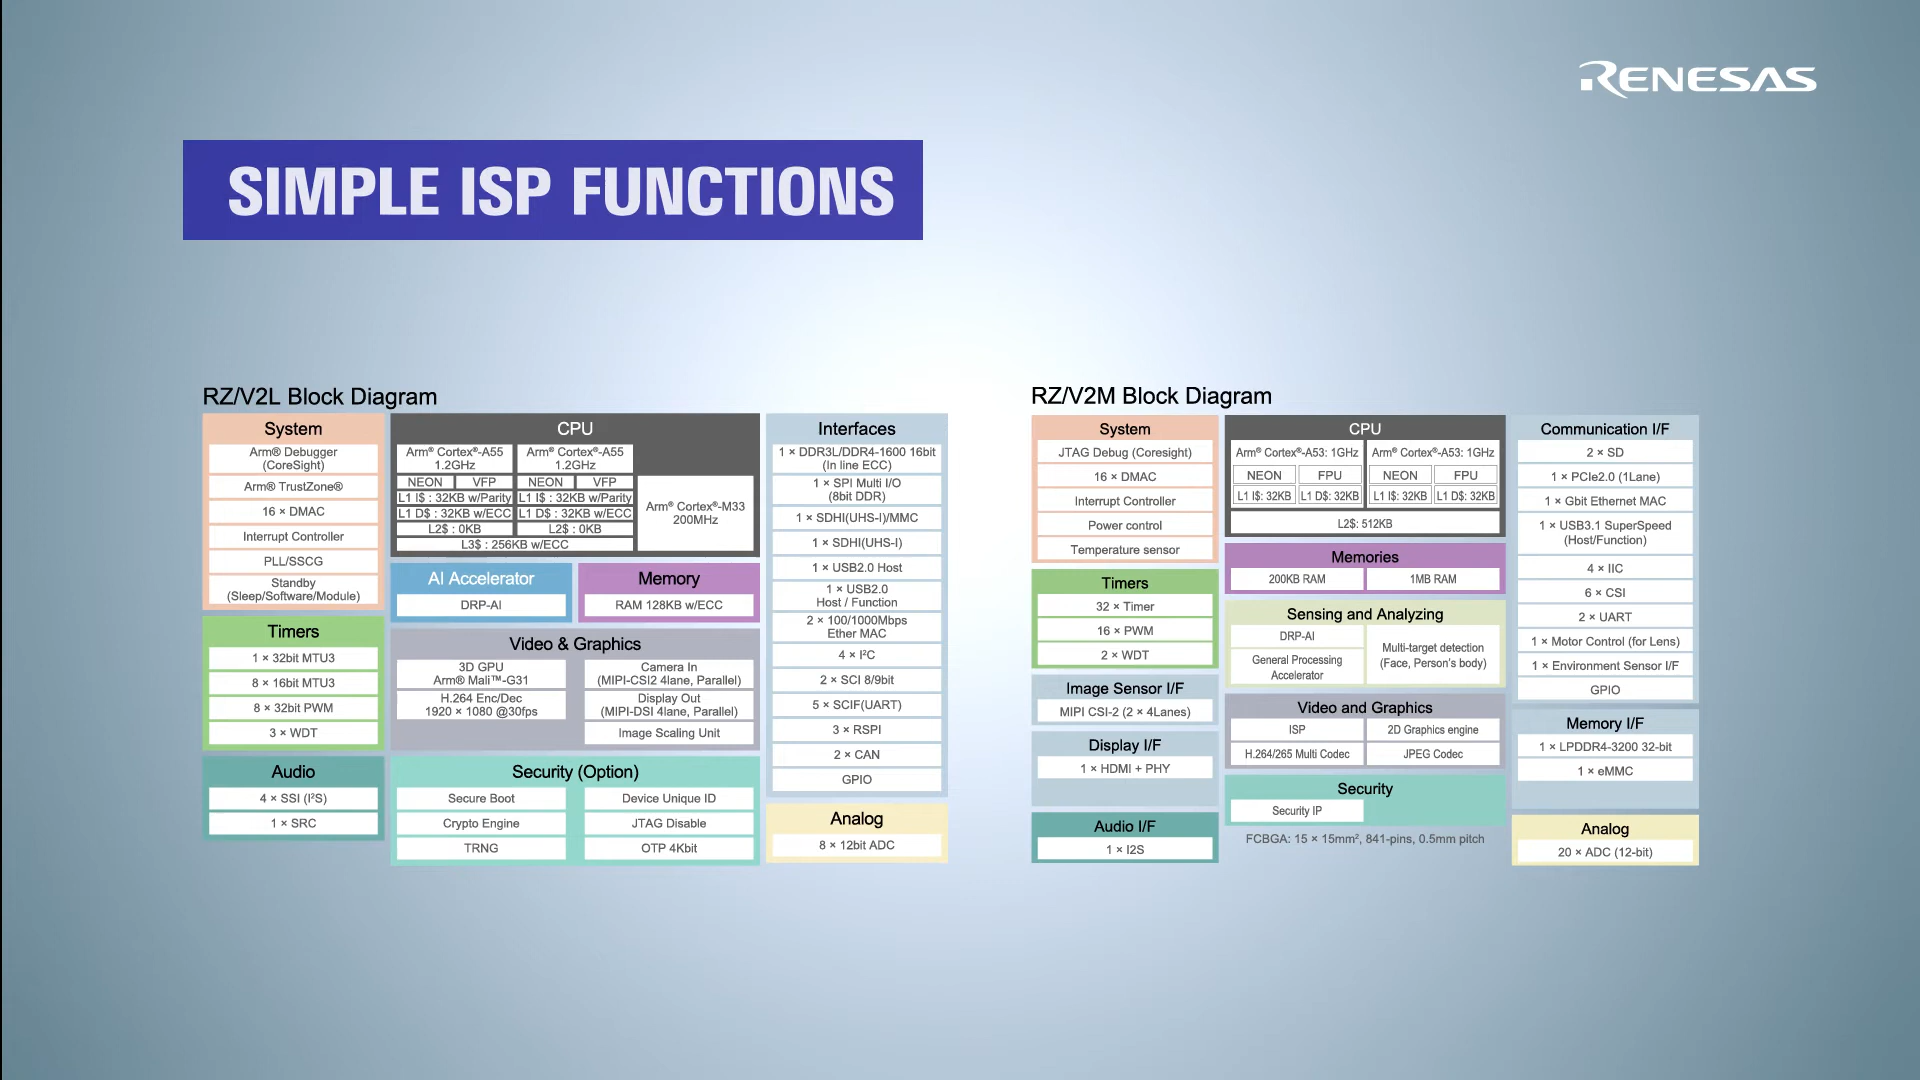 RENESAS
SIMPLE ISP FUNCTIONS
RZ/V2L Block Diagram
System
Arm® Debugger
(CoreSight)
Arm® TrustZone®
16 × DMAC
Interrupt Controller
PLL/SSCG
Standby
(Sleep/Software/Module)
Timers
1 × 32bit MTU3
8 × 16bit MTU3
8 × 32bit PWM
3 × WDT
Audio
4 × SSI (I²S)
1 × SRC
CPU
Arm® Cortex®-A55
1.2GHz
Arm® Cortex®-A55
1.2GHz
NEON
VFP
NEON
VFP
L1 I$ : 32KB w/Parity
L1 I$ : 32KB w/Parity
L1 D$ : 32KB w/ECC
L1 D$ : 32KB w/ECC
L2$ : 0KB
L2$ : 0KB
L3$ : 256KB w/ECC
Arm® Cortex®-M33
200MHz
AI Accelerator
DRP-AI
Memory
RAM 128KB w/ECC
Video & Graphics
3D GPU
Arm® Mali™-G31
H.264 Enc/Dec
1920 × 1080 @30fps
Camera In
(MIPI-CSI2 4lane, Parallel)
Display Out
(MIPI-DSI 4lane, Parallel)
Image Scaling Unit
Security (Option)
Secure Boot
Device Unique ID
Crypto Engine
JTAG Disable
TRNG
OTP 4Kbit
Interfaces
1 × DDR3L/DDR4-1600 16bit
(In line ECC)
1 × SPI Multi I/O
(8bit DDR)
1 × SDHI(UHS-I)/MMC
1 × SDHI(UHS-I)
1 × USB2.0 Host
1 × USB2.0
Host / Function
2 × 100/1000Mbps
Ether MAC
4 × I²C
2 × SCI 8/9bit
5 × SCIF(UART)
3 × RSPI
2 × CAN
GPIO
Analog
8 × 12bit ADC
RZ/V2M Block Diagram
System
JTAG Debug (Coresight)
16 × DMAC
Interrupt Controller
Power control
Temperature sensor
Timers
32 × Timer
16 × PWM
2 × WDT
Image Sensor I/F
MIPI CSI-2 (2 × 4Lanes)
Display I/F
1 × HDMI + PHY
Audio I/F
1 × I2S
CPU
Arm® Cortex®-A53: 1GHz
Arm® Cortex®-A53: 1GHz
NEON
FPU
NEON
FPU
L1 I$: 32KB
L1 D$: 32KB
L1 I$: 32KB
L1 D$: 32KB
L2$: 512KB
Memories
200KB RAM
1MB RAM
Sensing and Analyzing
DRP-AI
General Processing
Accelerator
Multi-target detection
(Face, Person's body)
Video and Graphics
ISP
2D Graphics engine
H.264/265 Multi Codec
JPEG Codec
Security
Security IP
FCBGA: 15 × 15mm², 841-pins, 0.5mm pitch
Communication I/F
2 × SD
1 × PCIe2.0 (1Lane)
1 × Gbit Ethernet MAC
1 × USB3.1 SuperSpeed
(Host/Function)
4 × IIC
6 × CSI
2 × UART
1 × Motor Control (for Lens)
1 × Environment Sensor I/F
GPIO
Memory I/F
1 × LPDDR4-3200 32-bit
1 × eMMC
Analog
20 × ADC (12-bit)